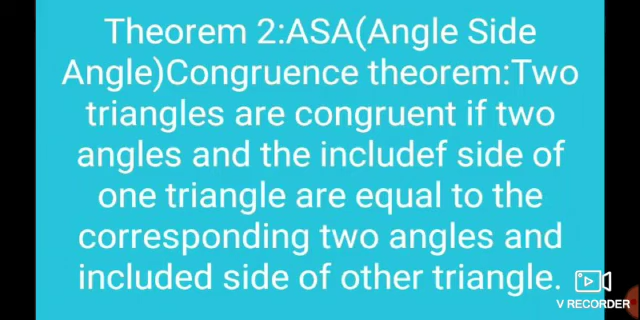 Theorem 2:ASA(Angle Side
Angle)Congruence theorem:Two
triangles are congruent if two
angles and the includef side of
one triangle are equal to the
corresponding two angles and
included side of other triangle.
V RECORDER